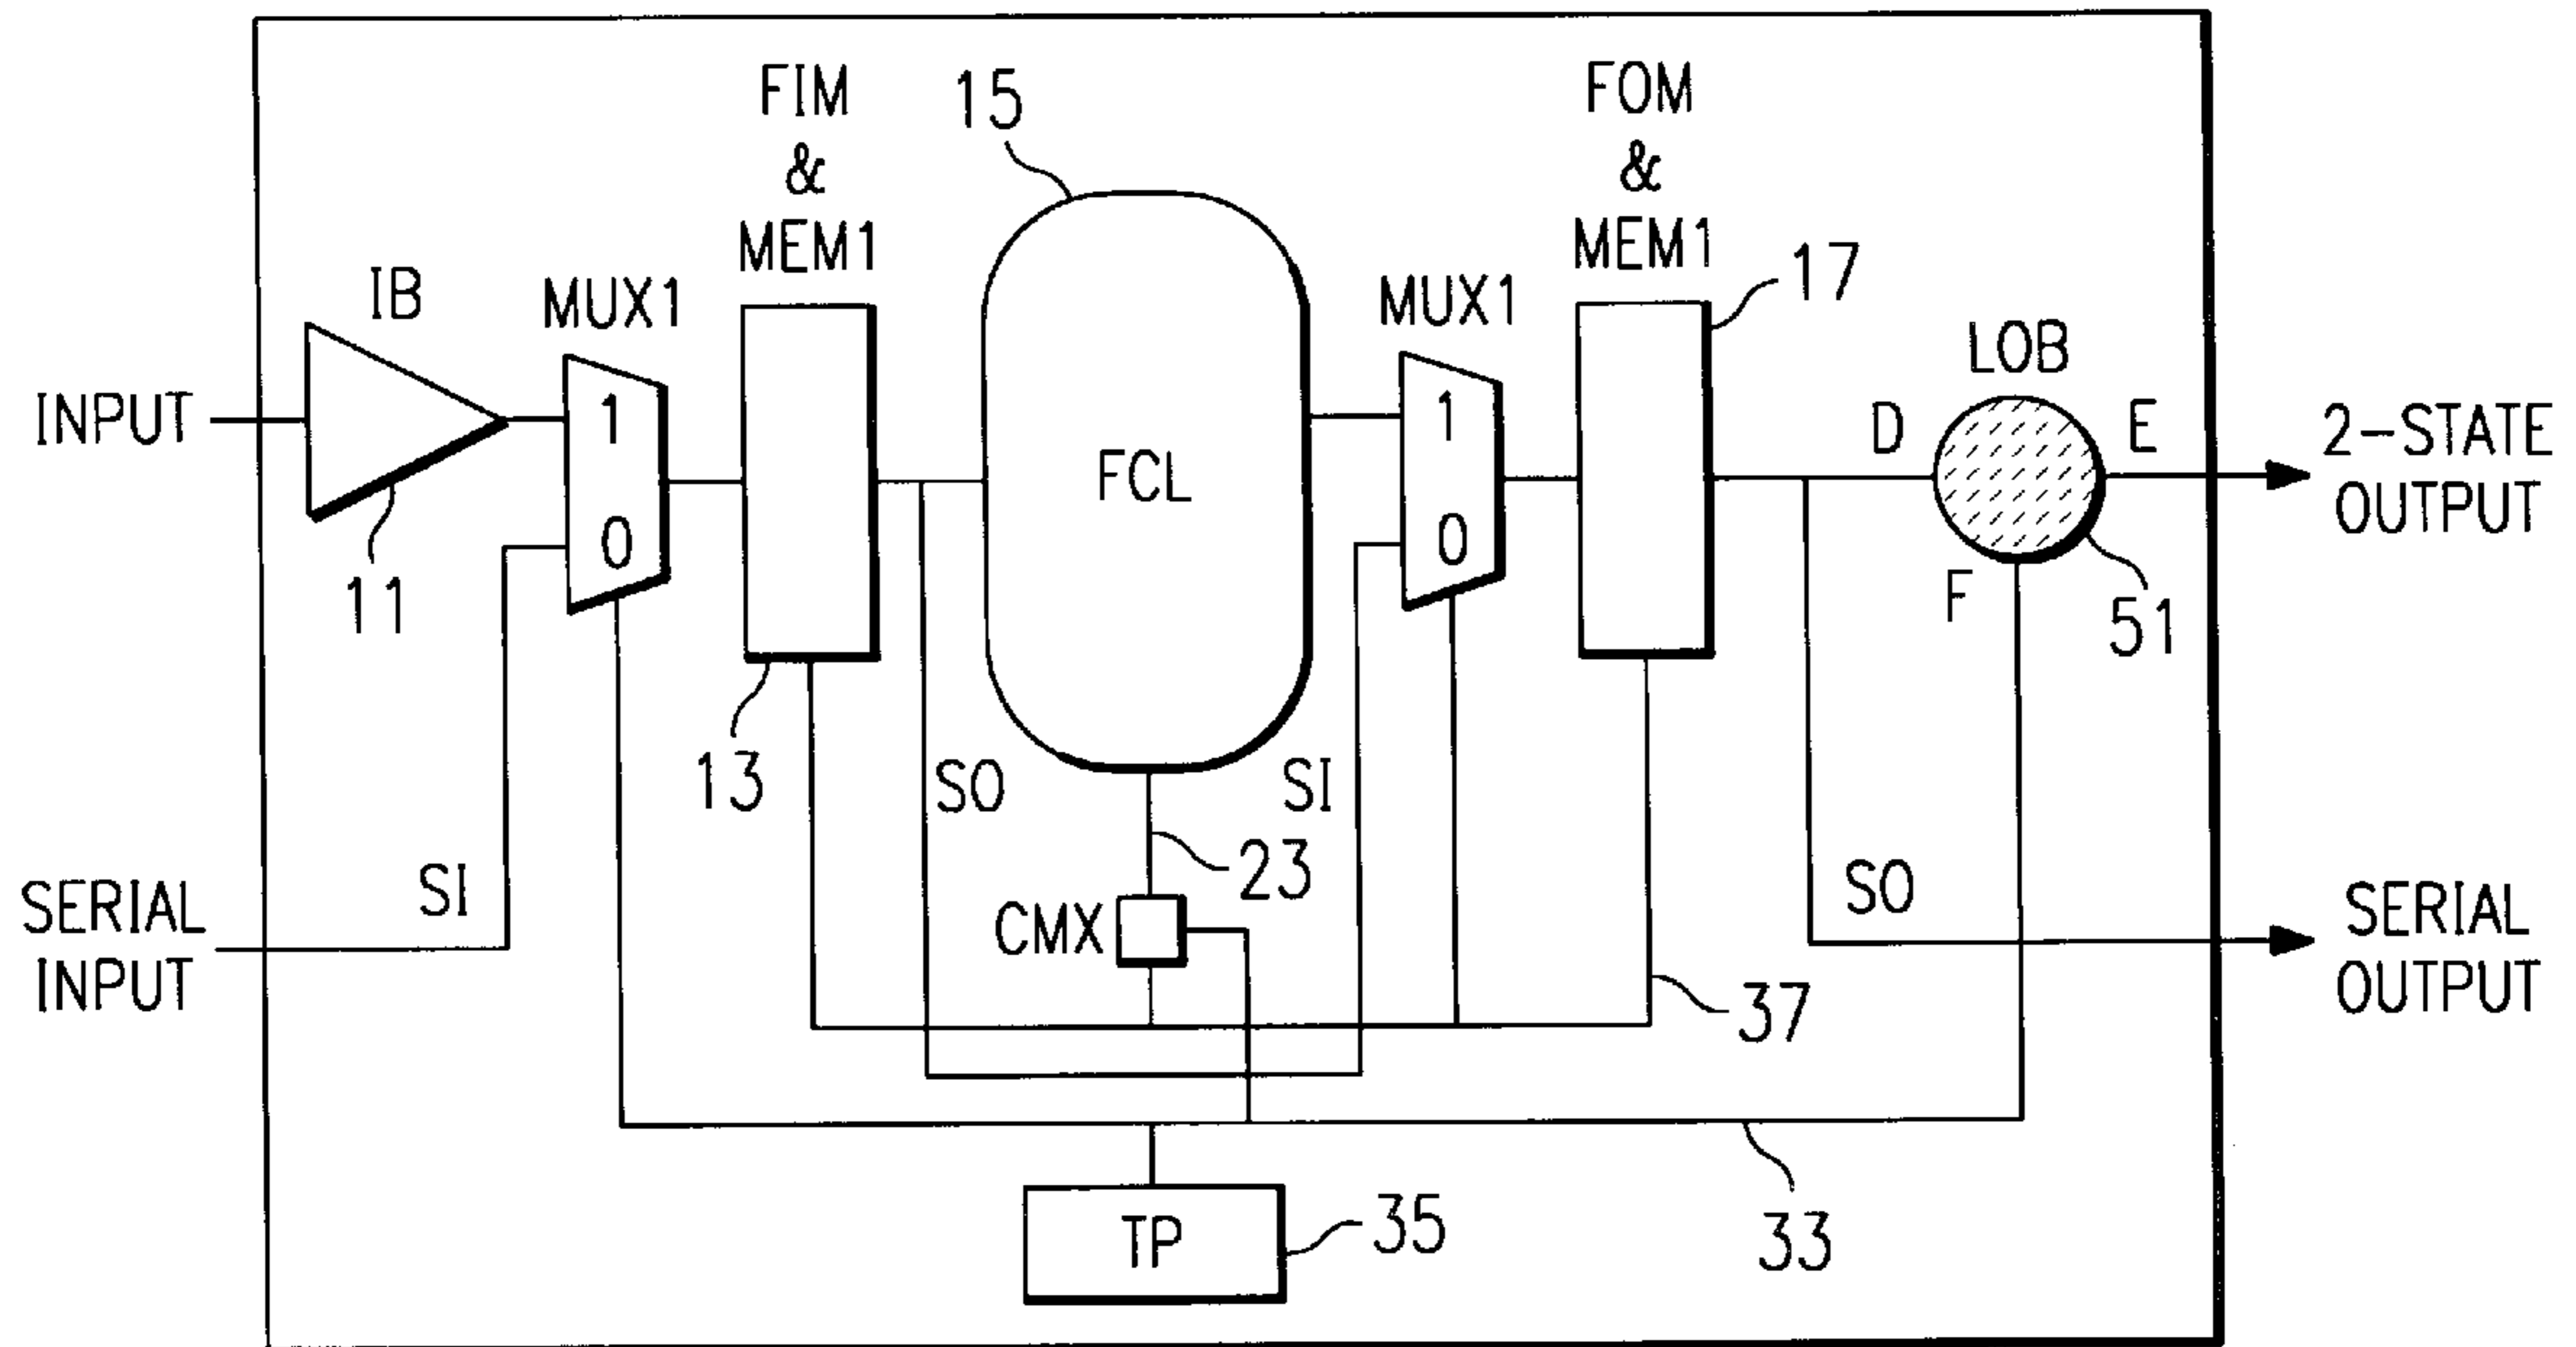 FIM
&
MEM1
15
FOM
&
MEM1
17
IB
MUX1
MUX1
LOB
INPUT
1
0
11
FCL
1
0
D
E
F
51
2-STATE
OUTPUT
13
SO
SI
23
SERIAL
INPUT
SI
CMX
37
SO
SERIAL
OUTPUT
TP
35
33